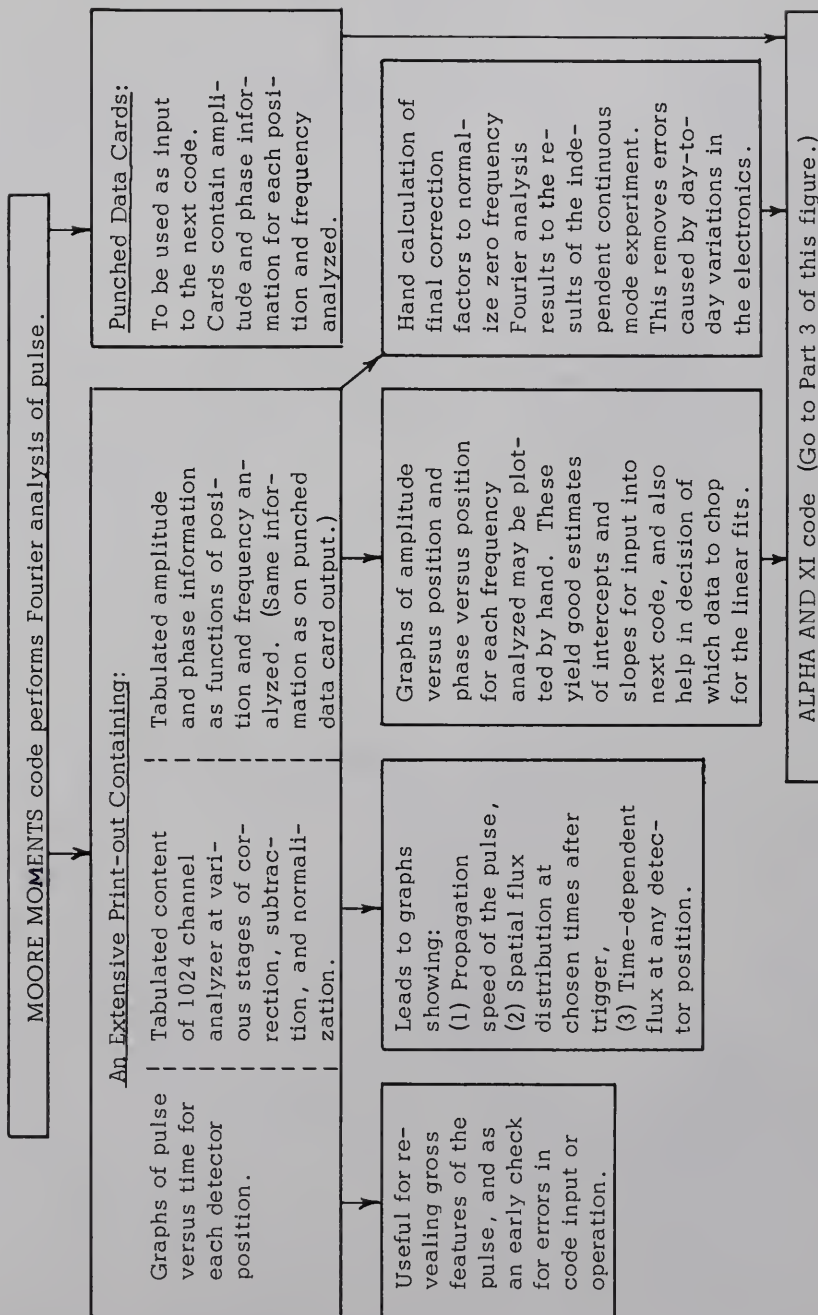 MOORE MOMENTS code performs Fourier analysis of pulse.
An Extensive Print-out Containing:
Graphs of pulse
versus time for
each detector
position.
Tabulated content
of 1024 channel
analyzer at vari-
ous stages of cor-
rection, subtrac-
tion, and normali-
zation.
Tabulated amplitude
and phase information
as functions of posi-
tion and frequency an-
alyzed. (Same infor-
mation as on punched
data card output.)
Punched Data Cards:
To be used as input
to the next code.
Cards contain ampli-
tude and phase infor-
mation for each posi-
tion and frequency
analyzed.
Useful for re-
vealing gross
features of the
pulse, and as
an early check
for errors in
code input or
operation.
Leads to graphs
showing:
(1) Propagation
speed of the pulse,
(2) Spatial flux
distribution at
chosen times after
trigger,
(3) Time-dependent
flux at any detec-
tor position.
Graphs of amplitude
versus position and
phase versus position
for each frequency
analyzed may be plot-
ted by hand. These
yield good estimates
of intercepts and
slopes for input into
next code, and also
help in decision of
which data to chop
for the linear fits.
Hand calculation of
final correction
factors to normal-
ize zero frequency
Fourier analysis
results to the re-
sults of the inde-
pendent continuous
mode experiment.
This removes errors
caused by day-to-
day variations in
the electronics.
ALPHA AND XI code (Go to Part 3 of this figure.)